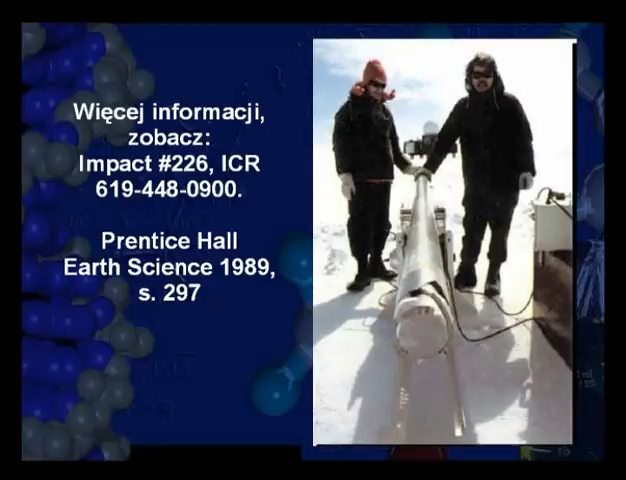 Więcej informacji,
zobacz:
Impact #226, ICR
619-448-0900.
Prentice Hall
Earth Science 1989,
s. 297